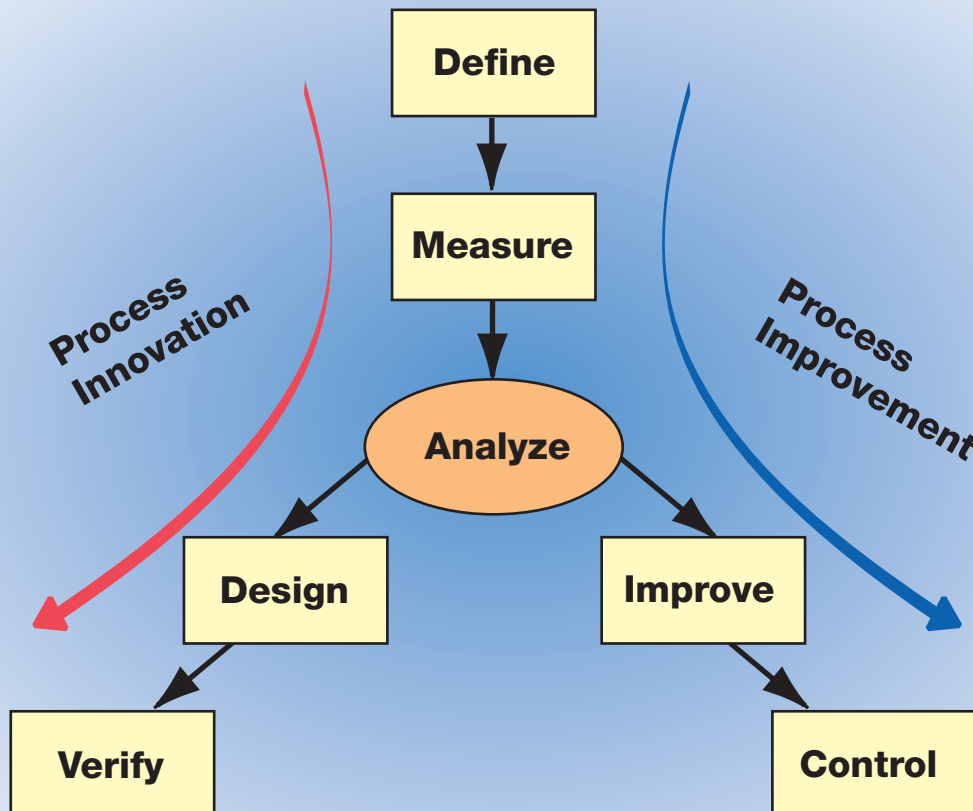 Define
Measure
Process
Innovation
Process
Improvement
Analyze
Design
Improve
Verify
Control